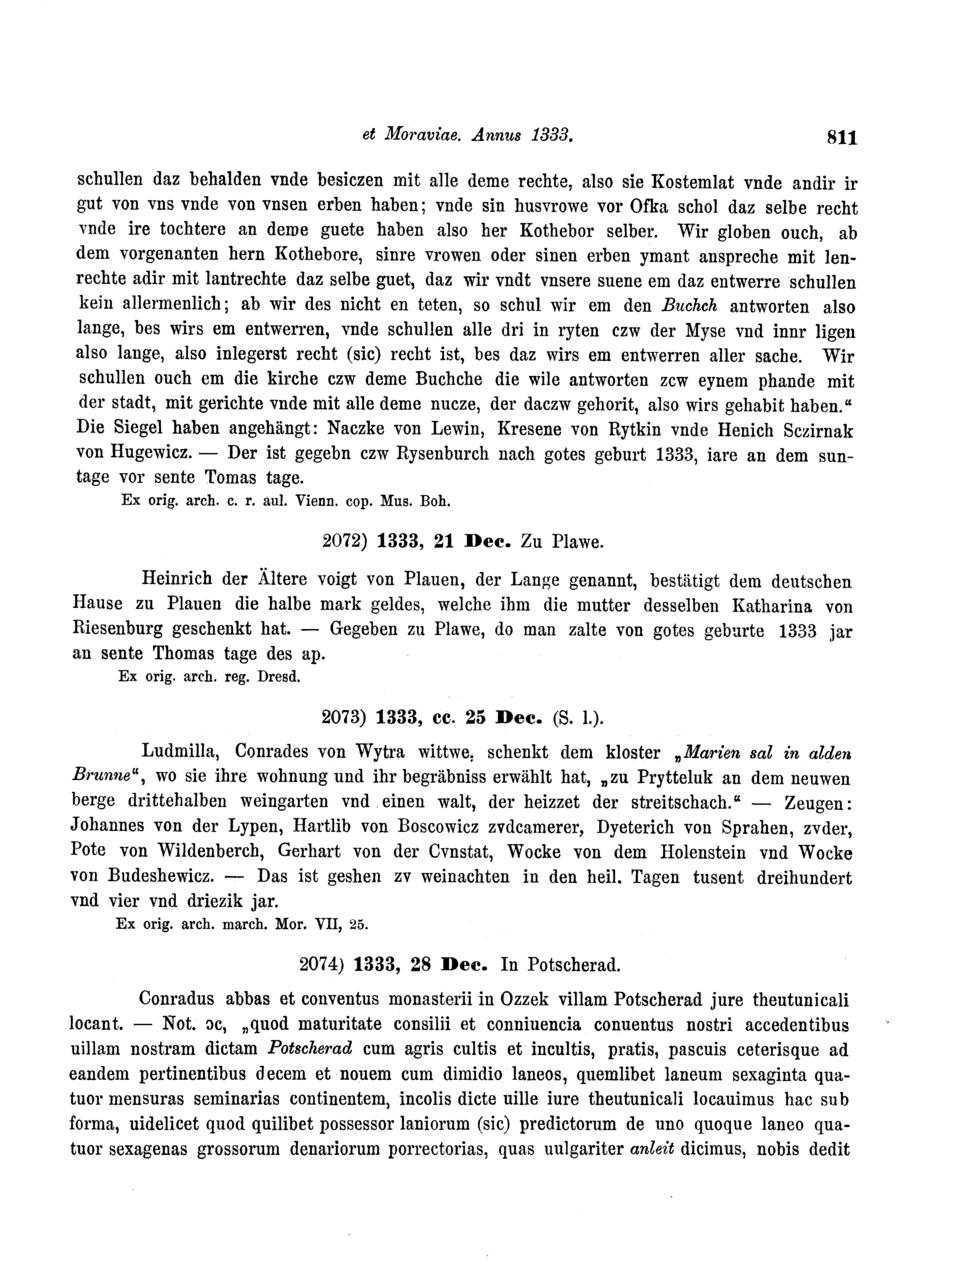 et Moraviae. Annus 1333. 811
schullen daz behalden vnde besiczen mit alle deme rechte, also sie Kostemlat vnde andir ir
gut von vns vnde von vnsen erben haben; vnde sin husvrowe vor Ofka schol daz selbe recht
vnde ire tochtere an deme guete haben also her Kothebor selber. Wir globen ouch, ab
dem vorgenanten hern Kothebore, sinre vrowen oder sinen erben ymant anspreche mit len-
rechte adir mit lantrechte daz selbe guet, daz wir vndt vnsere suene em daz entwerre schullen
kein allermenlich; ab wir des nicht en teten, so schul wir em den Buchch antworten also
lange, bes wirs em entwerren, vnde schullen alle dri in ryten czw der Myse vnd innr ligen
also lange, also inlegerst recht (sic) recht ist, bes daz wirs em entwerren aller sache. Wir
schullen ouch em die kirche czw deme Buchche die wile antworten zcw eynem phande mit
der stadt, mit gerichte vnde mit alle deme nucze, der daczw gehorit, also wirs gehabit haben.“
Die Siegel haben angehängt: Naczke von Lewin, Kresene von Rytkin vnde Henich Sczirnak
von Hugewicz. — Der ist gegebn czw Rysenburch nach gotes geburt 1333, iare an dem sun-
tage vor sente Tomas tage.
Ex orig. arch. c. r. aul. Vienn. cop. Mus. Boh.
2072) 1333, 21 Dec. Zu Plawe.
Heinrich der Ältere voigt von Plauen, der Lange genannt, bestätigt dem deutschen
Hause zu Plauen die halbe mark geldes, welche ihm die mutter desselben Katharina von
Riesenburg geschenkt hat. — Gegeben zu Plawe, do man zalte von gotes geburte 1333 jar
an sente Thomas tage des ap.
Ex orig. arch. reg. Dresd.
2073) 1333, cc. 25 Dec. (S. l.).
Ludmilla, Conrades von Wytra wittwe, schenkt dem kloster „Marien sal in alden
Brunne“, wo sie ihre wohnung und ihr begräbniss erwählt hat, „zu Prytteluk an dem neuwen
berge drittehalben weingarten vnd einen walt, der heizzet der streitschach.“ — Zeugen:
Johannes von der Lypen, Hartlib von Boscowicz zvdcamerer, Dyeterich von Sprahen, zvder,
Pote von Wildenberch, Gerhart von der Cvnstat, Wocke von dem Holenstein vnd Wocke
von Budeshewicz. — Das ist geshen zv weinachten in den heil. Tagen tusent dreihundert
vnd vier vnd driezik jar.
Ex orig. arch. march. Mor. VII, 25.
2074) 1333, 28 Dec. In Potscherad.
Conradus abbas et conventus monasterii in Ozzek villam Potscherad jure theutunicali
locant. — Not. ɔc, „quod maturitate consilii et conniuencia conuentus nostri accedentibus
uillam nostram dictam Potscherad cum agris cultis et incultis, pratis, pascuis ceterisque ad
eandem pertinentibus decem et nouem cum dimidio laneos, quemlibet laneum sexaginta qua-
tuor mensuras seminarias continentem, incolis dicte uille iure theutunicali locauimus hac sub
forma, uidelicet quod quilibet possessor laniorum (sic) predictorum de uno quoque laneo qua-
tuor sexagenas grossorum denariorum porrectorias, quas uulgariter anleit dicimus, nobis dedit